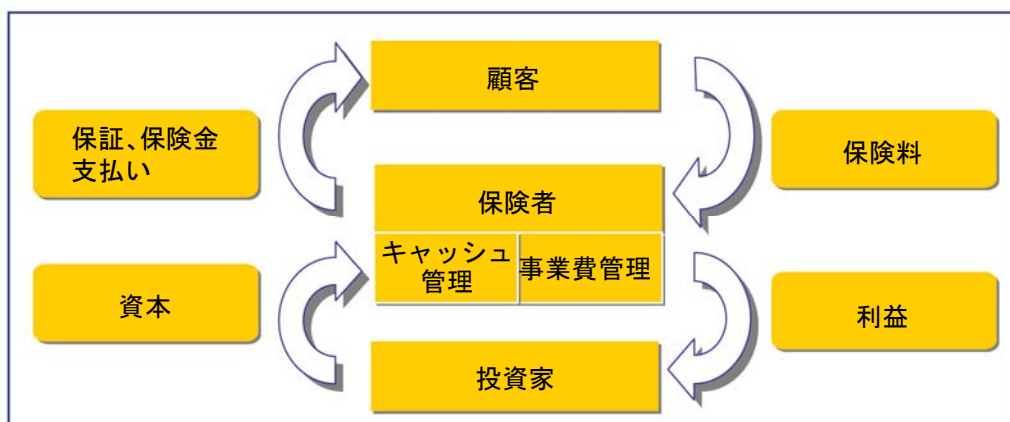 顧客
保証、保険金
支払い
保険料
保険者
キャッシュ
管理
事業費管理
資本
利益
投資家